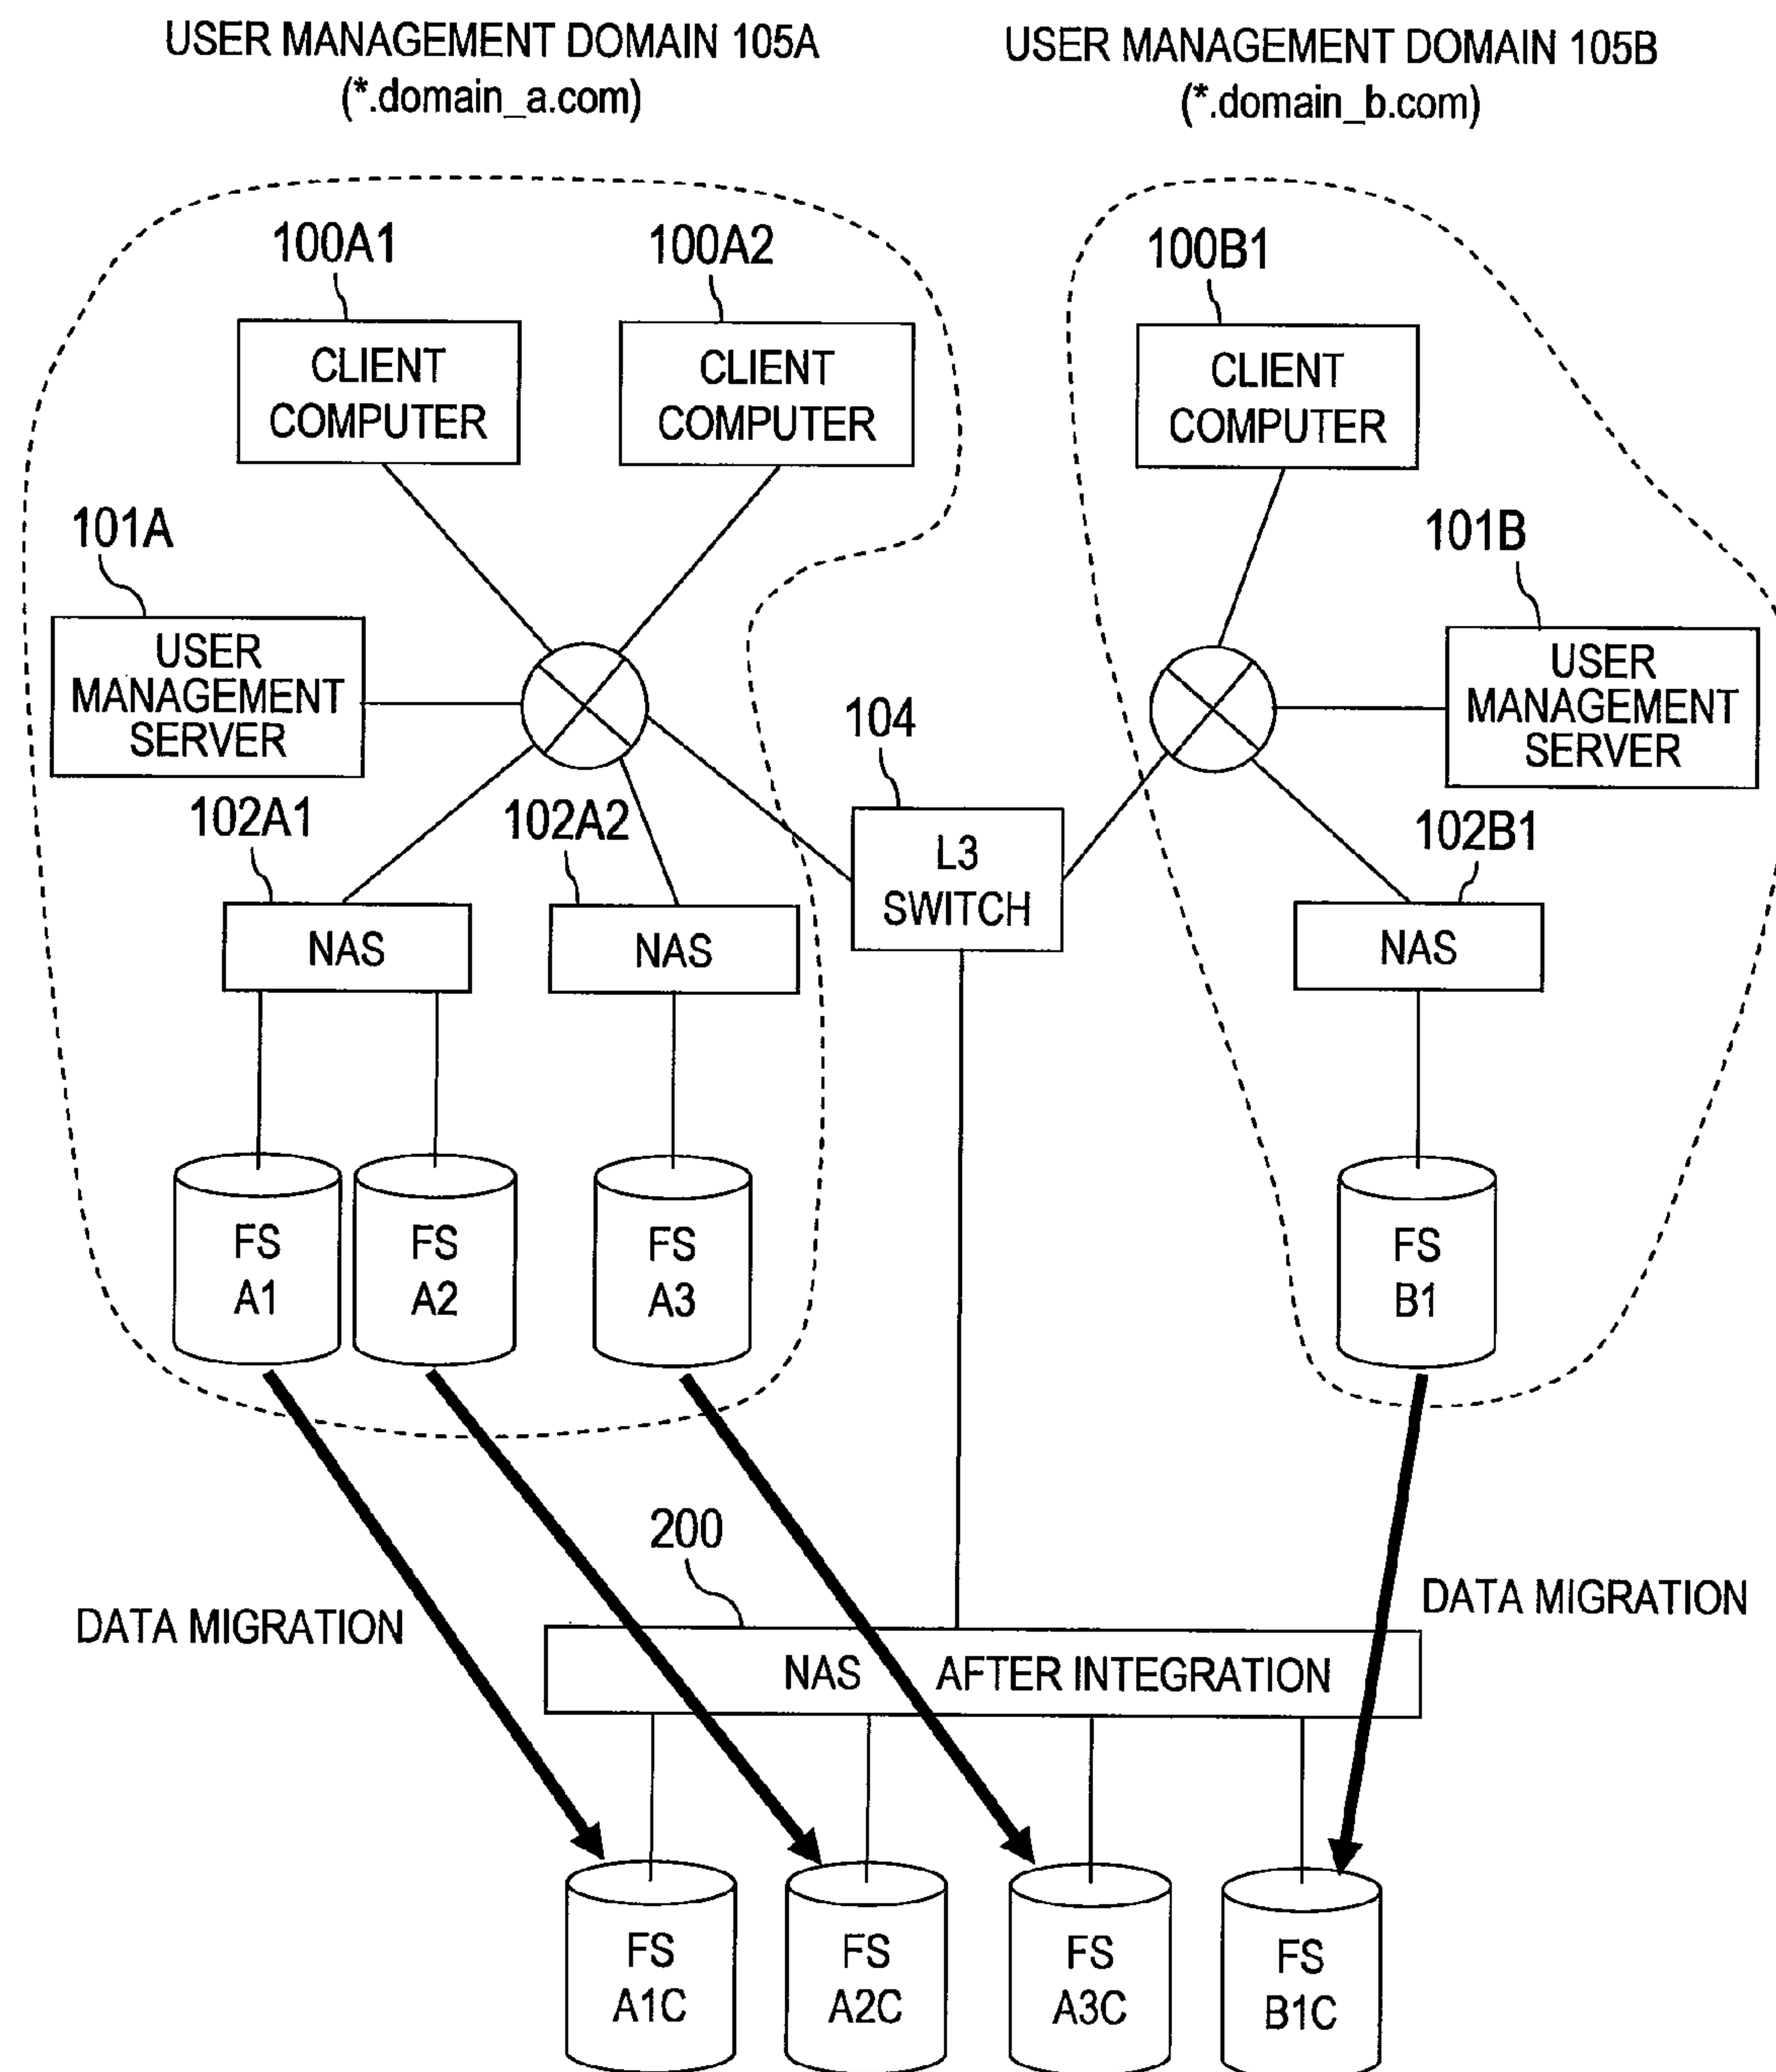 USER MANAGEMENT DOMAIN 105A
(*.domain_a.com)
USER MANAGEMENT DOMAIN 105B
(*.domain_b.com)
100A1
100A2
100B1
CLIENT
COMPUTER
CLIENT
COMPUTER
CLIENT
COMPUTER
101A
101B
USER
MANAGEMENT
SERVER
USER
MANAGEMENT
SERVER
104
L3
SWITCH
102A1
102A2
102B1
NAS
NAS
NAS
FS
A1
FS
A2
FS
A3
FS
B1
200
DATA MIGRATION
DATA MIGRATION
NAS AFTER INTEGRATION
FS
A1C
FS
A2C
FS
A3C
FS
B1C